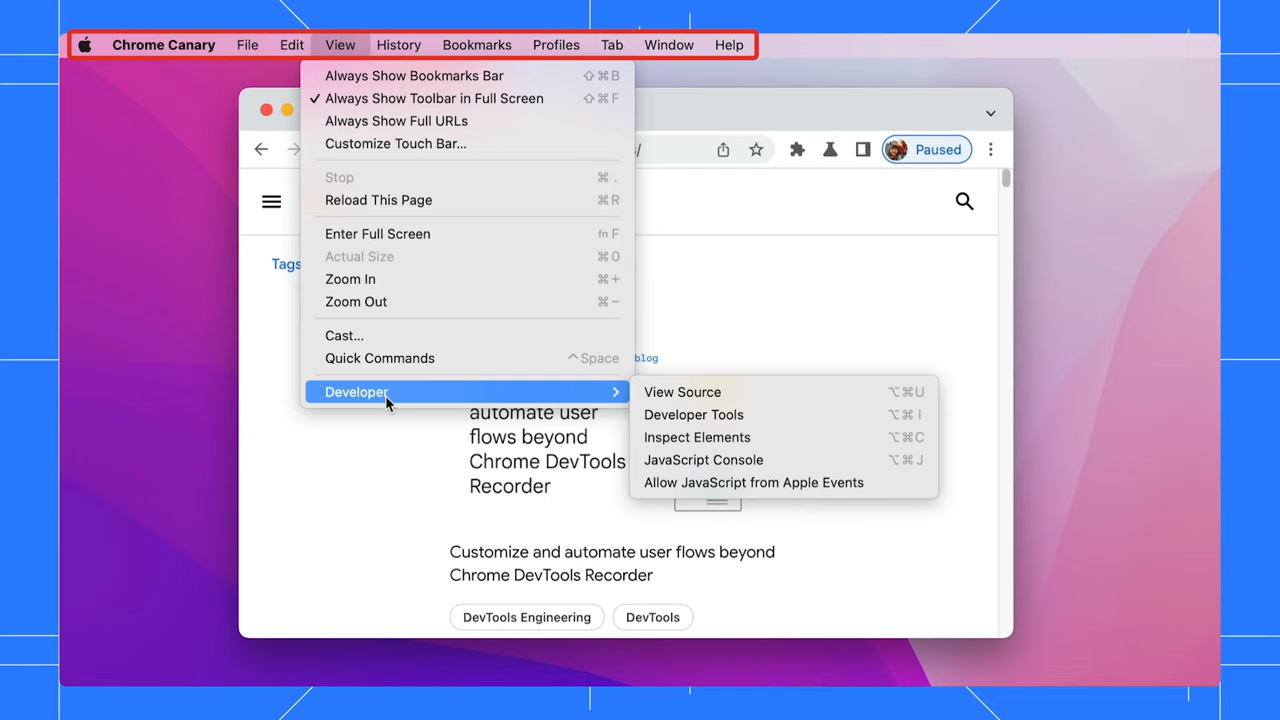 Chrome Canary File Edit View History Bookmarks Profiles Tab Window Help
Always Show Bookmarks Bar ⇧⌘B
✓ Always Show Toolbar in Full Screen ⇧⌘F
Always Show Full URLs
Customize Touch Bar...
/ Paused
Stop ⌘.
Reload This Page ⌘R
Enter Full Screen fn F
Actual Size ⌘0
Tags
Zoom In ⌘+
Zoom Out ⌘−
Cast...
Quick Commands ^Space
blog
Developer
View Source ⌥⌘U
Developer Tools ⌥⌘I
Inspect Elements ⌥⌘C
JavaScript Console ⌥⌘J
Allow JavaScript from Apple Events
automate user
flows beyond
Chrome DevTools
Recorder
Customize and automate user flows beyond
Chrome DevTools Recorder
DevTools Engineering DevTools